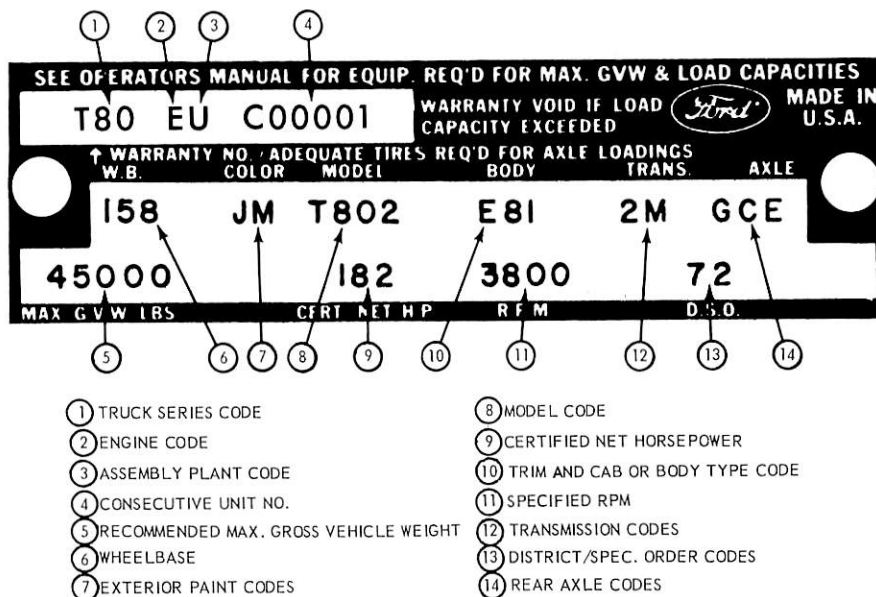 1 2 3 4
SEE OPERATORS MANUAL FOR EQUIP. REQ'D FOR MAX. GVW & LOAD CAPACITIES
T80 EU C00001
WARRANTY VOID IF LOAD
CAPACITY EXCEEDED
Ford
MADE IN
U.S.A.
↑ WARRANTY NO. / ADEQUATE TIRES REQ'D FOR AXLE LOADINGS
W.B. COLOR MODEL BODY TRANS. AXLE
158 JM T802 E81 2M GCE
45000 182 3800 72
MAX G V W LBS CERT NET H P R P M D.S.O.
5 6 7 8 9 10 11 12 13 14
1 TRUCK SERIES CODE
2 ENGINE CODE
3 ASSEMBLY PLANT CODE
4 CONSECUTIVE UNIT NO.
5 RECOMMENDED MAX. GROSS VEHICLE WEIGHT
6 WHEELBASE
7 EXTERIOR PAINT CODES
8 MODEL CODE
9 CERTIFIED NET HORSEPOWER
10 TRIM AND CAB OR BODY TYPE CODE
11 SPECIFIED RPM
12 TRANSMISSION CODES
13 DISTRICT/SPEC. ORDER CODES
14 REAR AXLE CODES